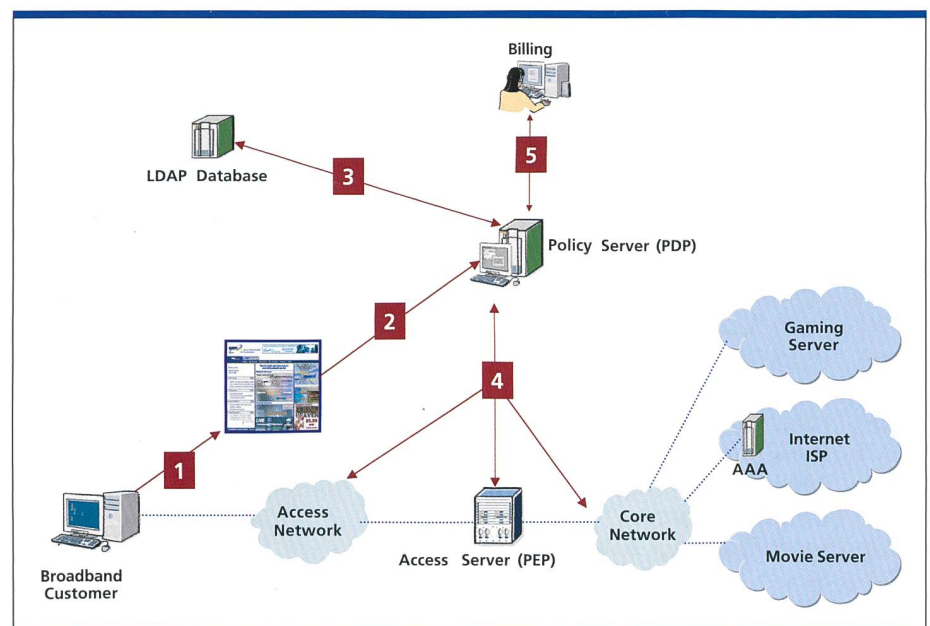 Billing
5
LDAP Database
3
Policy Server (PDP)
2
Gaming
Server
4
1
Internet
ISP
AAA
Access
Network
Core
Network
Access Server (PEP)
Movie Server
Broadband
Customer